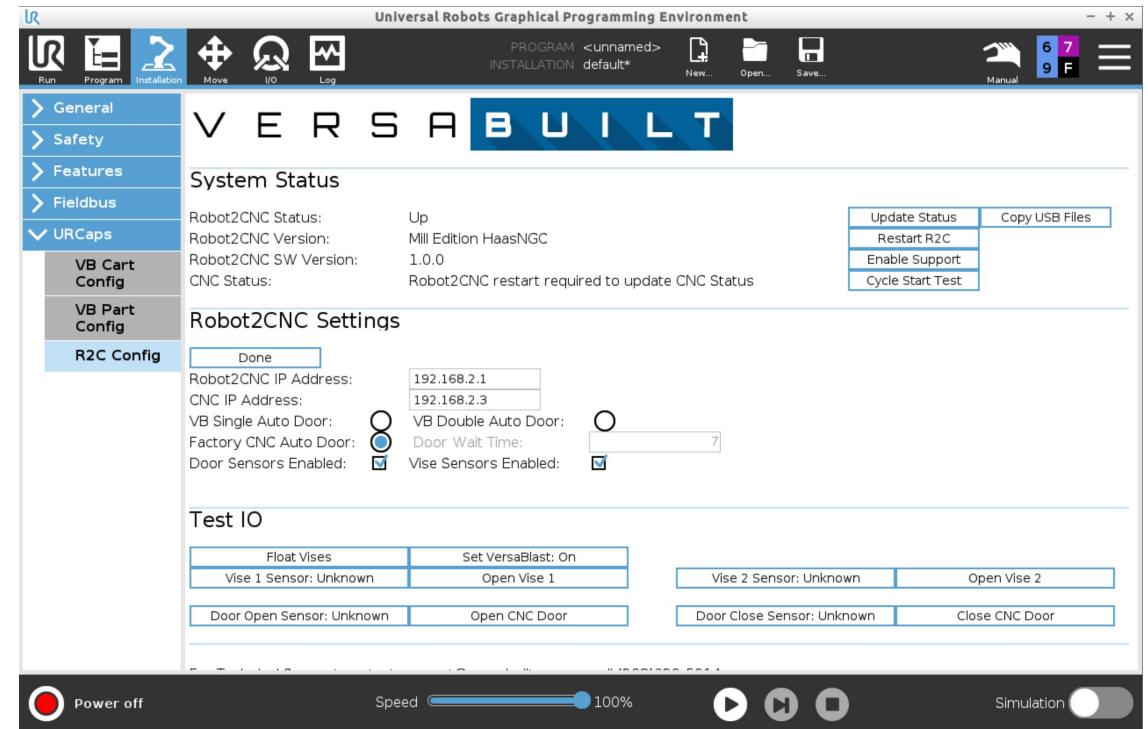 Universal Robots Graphical Programming Environment
Run Program Installation Move I/O Log
PROGRAM <unnamed>
INSTALLATION default*
New... Open... Save...
Manual
6 7
9 F
General
Safety
Features
Fieldbus
URCaps
VB Cart
Config
VB Part
Config
R2C Config
VERSABUILT
System Status
Robot2CNC Status: Up Update Status Copy USB Files
Robot2CNC Version: Mill Edition HaasNGC Restart R2C
Robot2CNC SW Version: 1.0.0 Enable Support
CNC Status: Robot2CNC restart required to update CNC Status Cycle Start Test
Robot2CNC Settings
Done
Robot2CNC IP Address: 192.168.2.1
CNC IP Address: 192.168.2.3
VB Single Auto Door: VB Double Auto Door:
Factory CNC Auto Door: Door Wait Time: 7
Door Sensors Enabled: Vise Sensors Enabled:
Test IO
Float Vises Set VersaBlast: On
Vise 1 Sensor: Unknown Open Vise 1 Vise 2 Sensor: Unknown Open Vise 2
Door Open Sensor: Unknown Open CNC Door Door Close Sensor: Unknown Close CNC Door
Power off
Speed 100%
Simulation